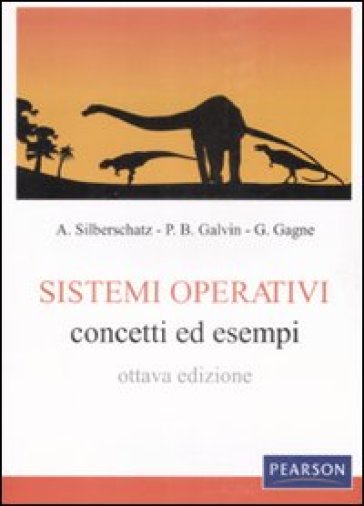 A. Silberschatz - P. B. Galvin - G. Gagne
SISTEMI OPERATIVI
concetti ed esempi
ottava edizione
PEARSON